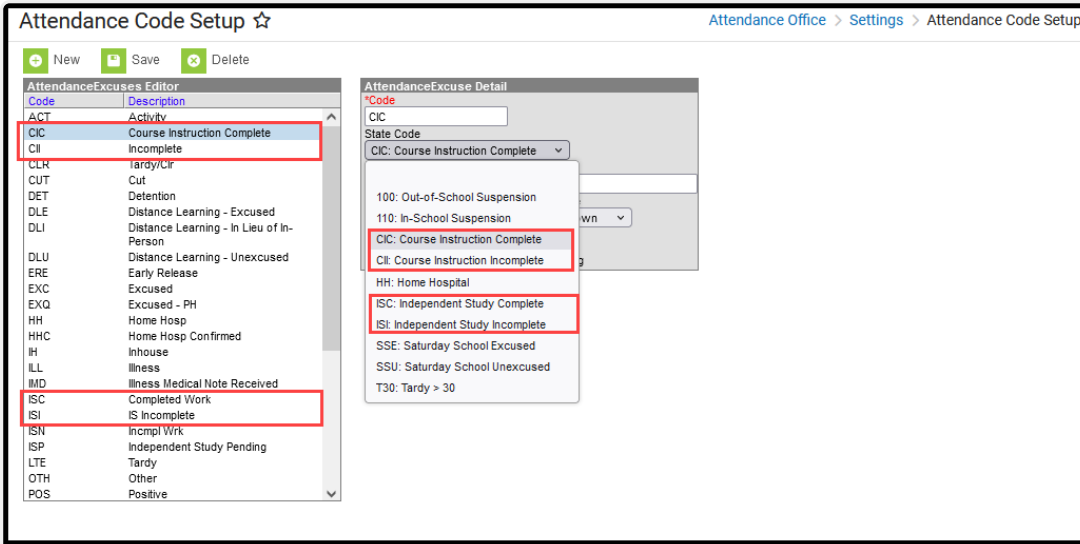 Attendance Code Setup ☆
Attendance Office > Settings > Attendance Code Setup
New Save Delete
AttendanceExcuses Editor
Code Description
ACT Activity
CIC Course Instruction Complete
CII Incomplete
CLR Tardy/Clr
CUT Cut
DET Detention
DLE Distance Learning - Excused
DLI Distance Learning - In Lieu of In-
Person
DLU Distance Learning - Unexcused
ERE Early Release
EXC Excused
EXQ Excused - PH
HH Home Hosp
HHC Home Hosp Confirmed
IH Inhouse
ILL Illness
IMD Illness Medical Note Received
ISC Completed Work
ISI IS Incomplete
ISN Incmpl Wrk
ISP Independent Study Pending
LTE Tardy
OTH Other
POS Positive
AttendanceExcuse Detail
*Code
CIC
State Code
CIC: Course Instruction Complete
100: Out-of-School Suspension
110: In-School Suspension
CIC: Course Instruction Complete
CII: Course Instruction Incomplete
HH: Home Hospital
ISC: Independent Study Complete
ISI: Independent Study Incomplete
SSE: Saturday School Excused
SSU: Saturday School Unexcused
T30: Tardy > 30